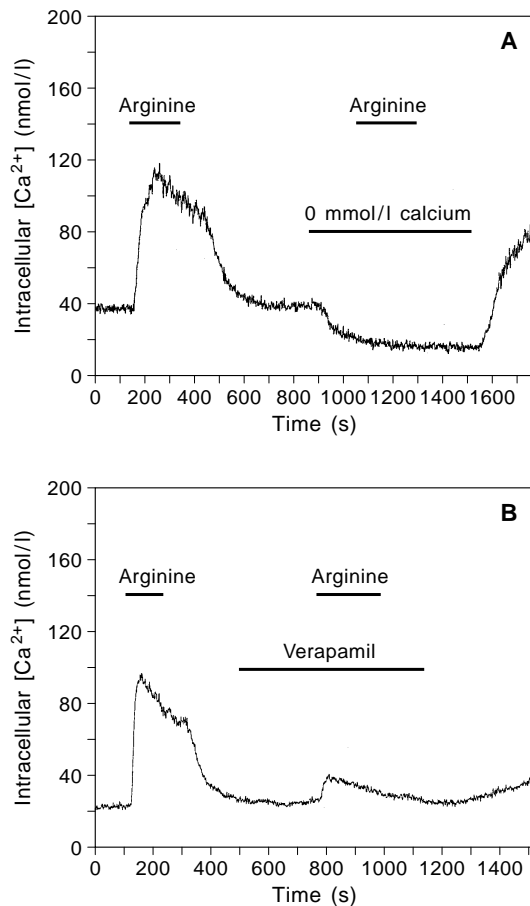 A
Intracellular [Ca²⁺] (nmol/l)
200
160
120
80
40
0
Arginine
Arginine
0 mmol/l calcium
0 200 400 600 800 1000 1200 1400 1600
Time (s)
B
Intracellular [Ca²⁺] (nmol/l)
200
160
120
80
40
0
Arginine
Arginine
Verapamil
0 200 400 600 800 1000 1200 1400
Time (s)